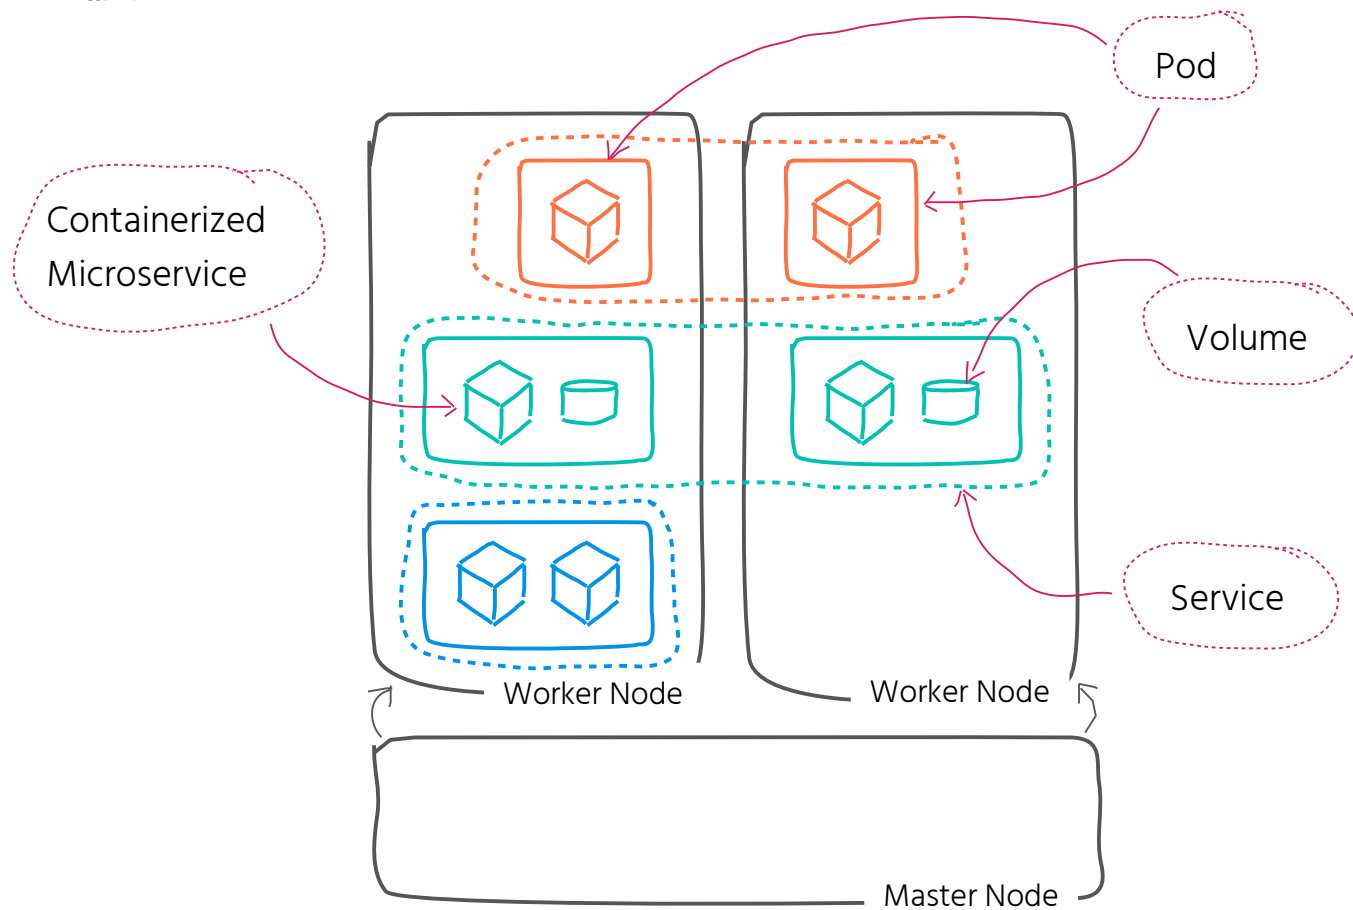 Pod
Containerized
Microservice
Volume
Service
Worker Node
Worker Node
Master Node